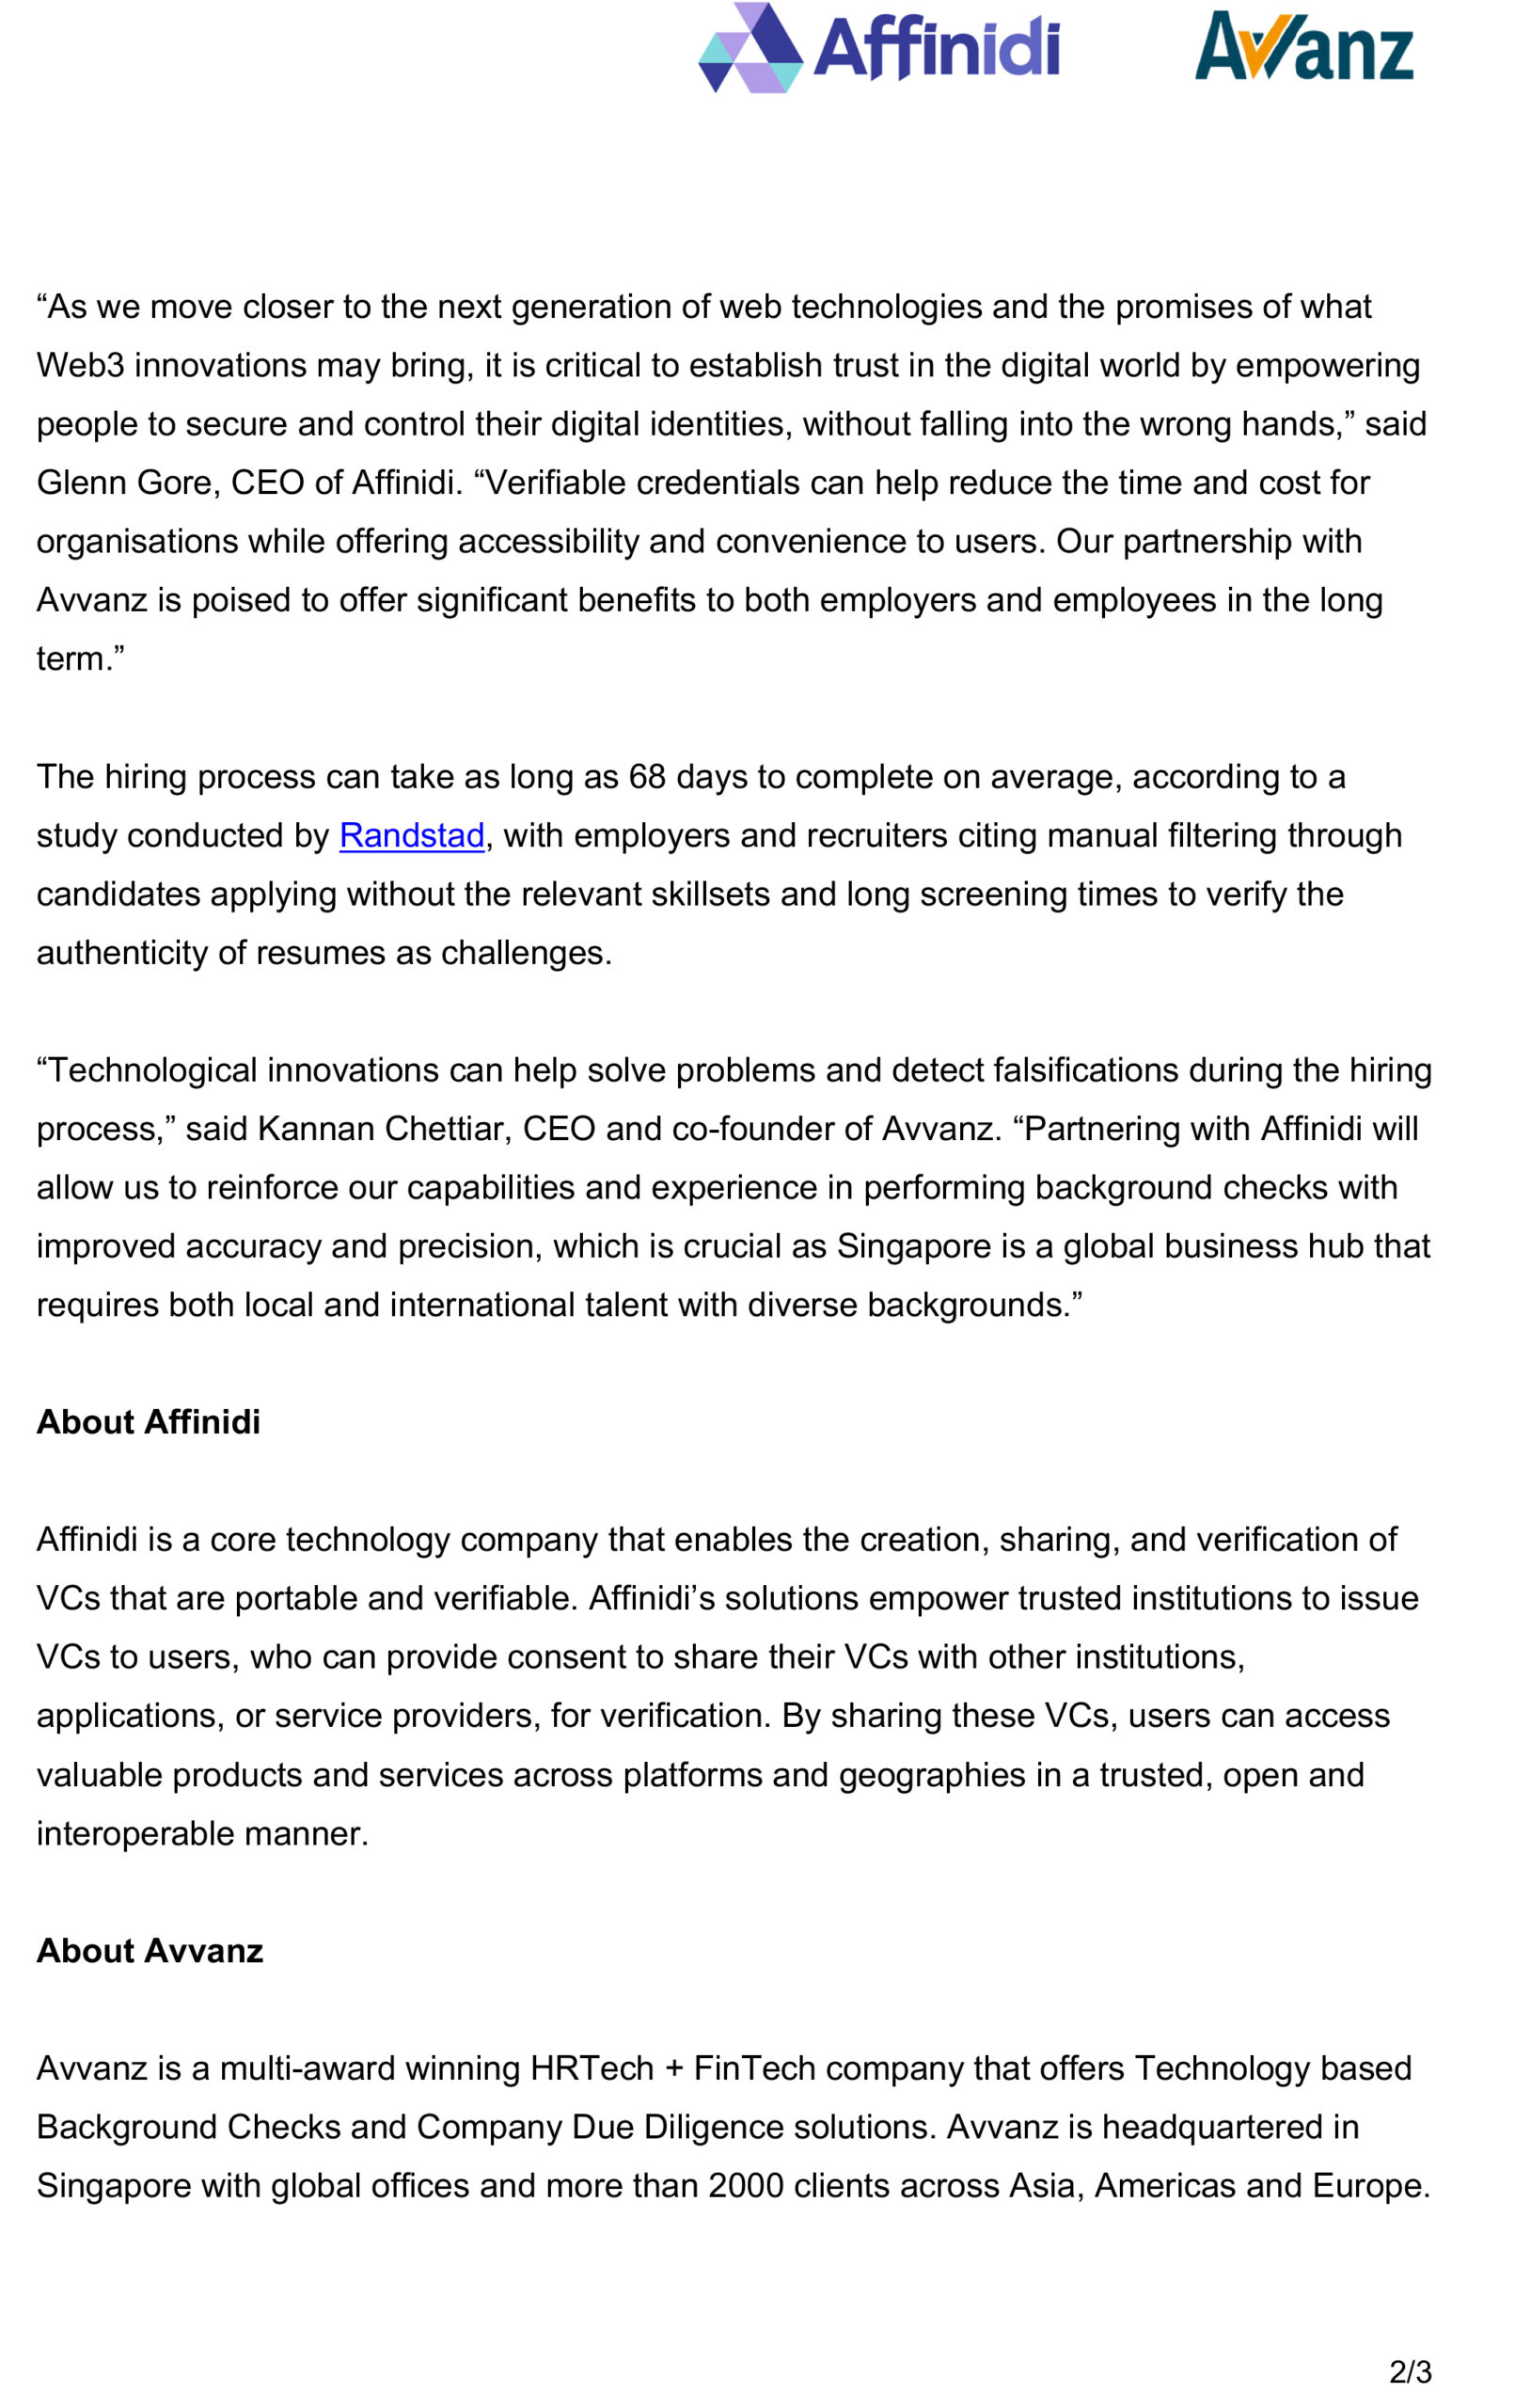 Affinidi
Avvanz
“As we move closer to the next generation of web technologies and the promises of what
Web3 innovations may bring, it is critical to establish trust in the digital world by empowering
people to secure and control their digital identities, without falling into the wrong hands,” said
Glenn Gore, CEO of Affinidi. “Verifiable credentials can help reduce the time and cost for
organisations while offering accessibility and convenience to users. Our partnership with
Avvanz is poised to offer significant benefits to both employers and employees in the long
term.”
The hiring process can take as long as 68 days to complete on average, according to a
study conducted by Randstad, with employers and recruiters citing manual filtering through
candidates applying without the relevant skillsets and long screening times to verify the
authenticity of resumes as challenges.
“Technological innovations can help solve problems and detect falsifications during the hiring
process,” said Kannan Chettiar, CEO and co-founder of Avvanz. “Partnering with Affinidi will
allow us to reinforce our capabilities and experience in performing background checks with
improved accuracy and precision, which is crucial as Singapore is a global business hub that
requires both local and international talent with diverse backgrounds.”
About Affinidi
Affinidi is a core technology company that enables the creation, sharing, and verification of
VCs that are portable and verifiable. Affinidi’s solutions empower trusted institutions to issue
VCs to users, who can provide consent to share their VCs with other institutions,
applications, or service providers, for verification. By sharing these VCs, users can access
valuable products and services across platforms and geographies in a trusted, open and
interoperable manner.
About Avvanz
Avvanz is a multi-award winning HRTech + FinTech company that offers Technology based
Background Checks and Company Due Diligence solutions. Avvanz is headquartered in
Singapore with global offices and more than 2000 clients across Asia, Americas and Europe.
2/3